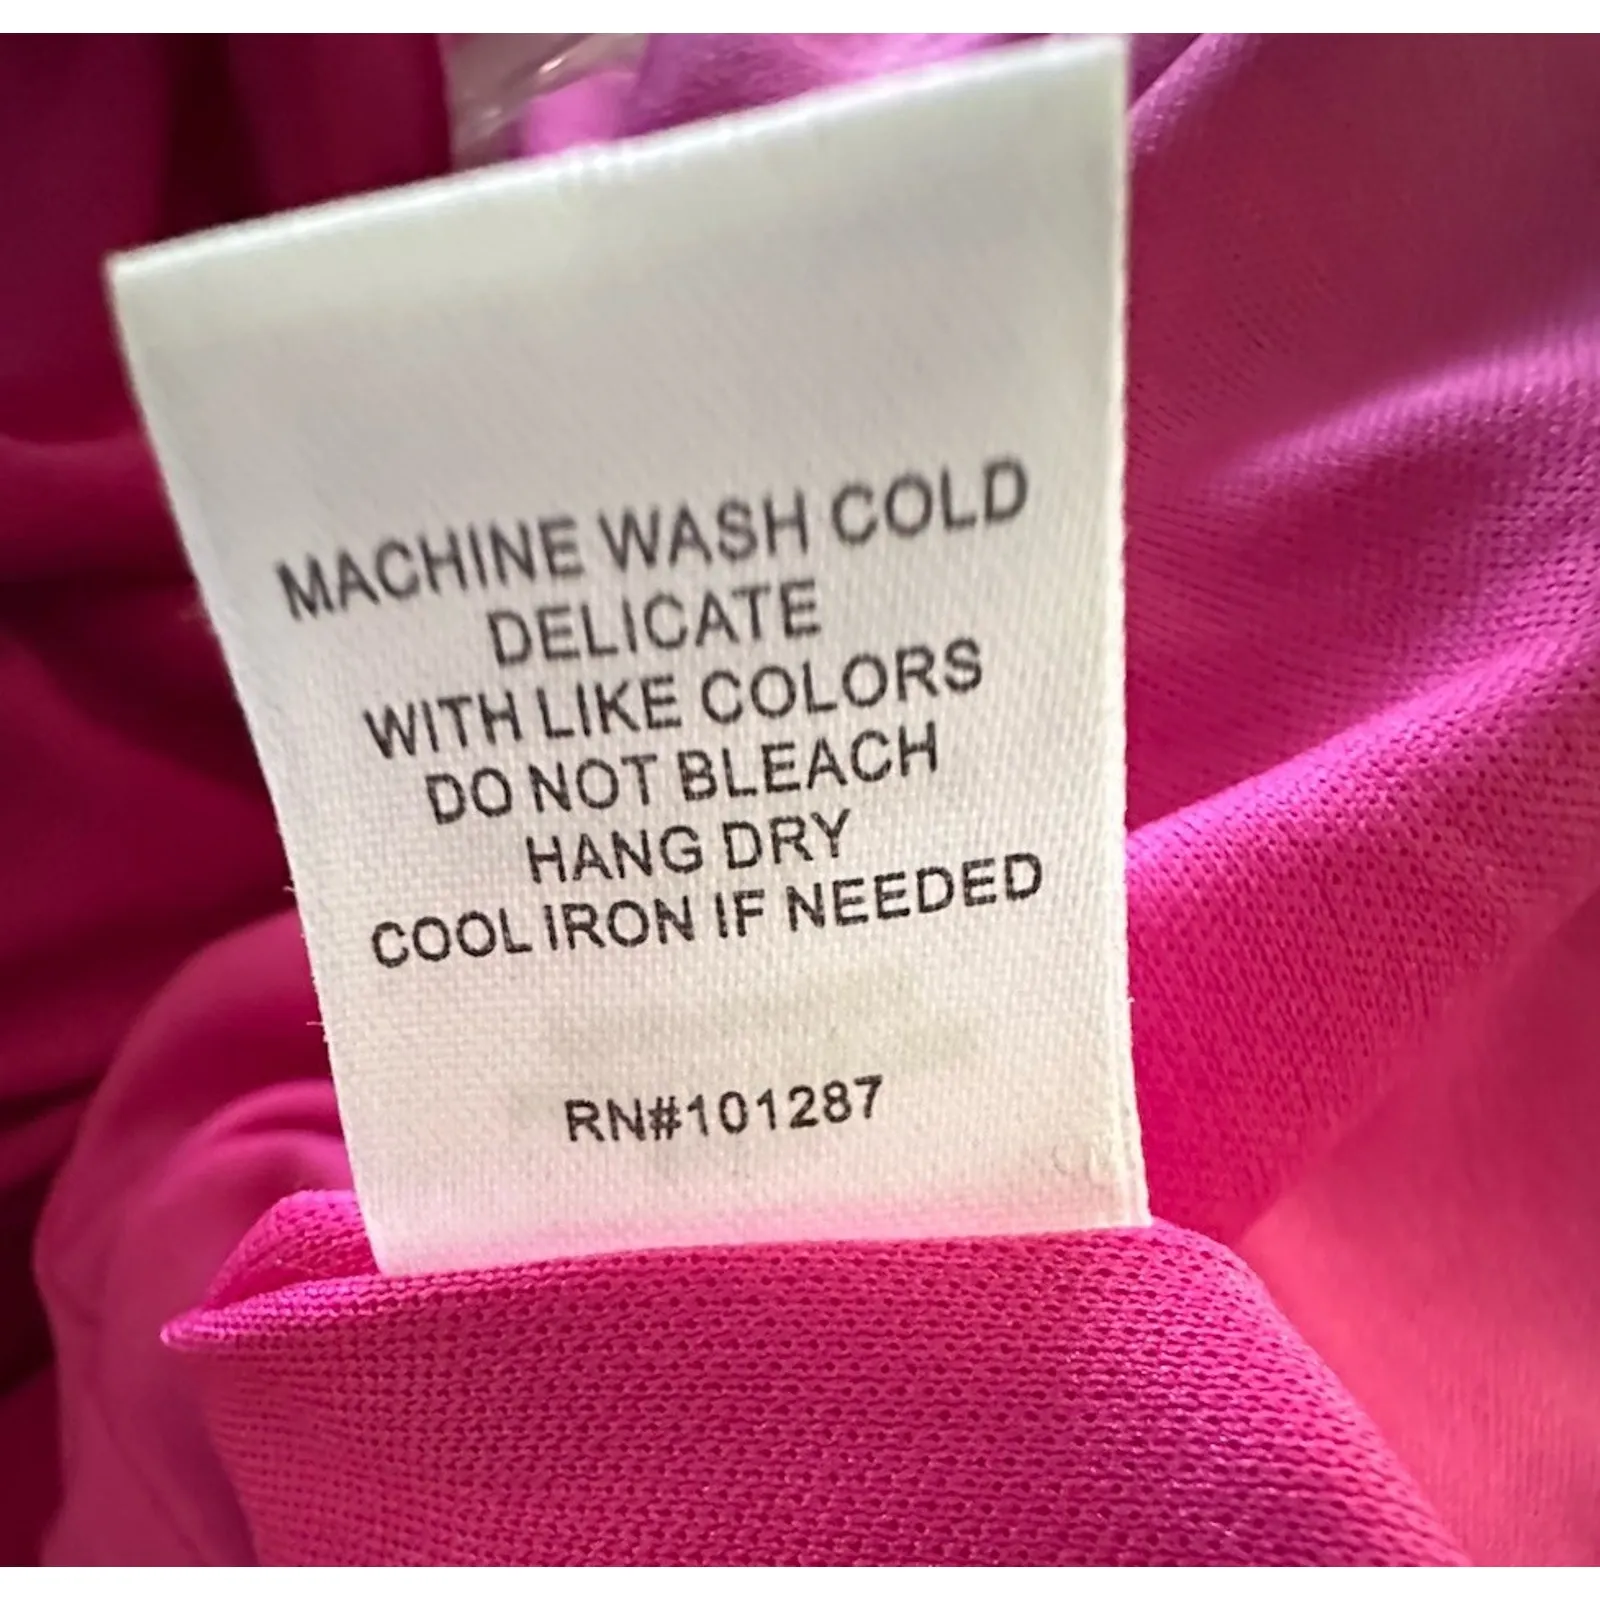 MACHINE WASH COLD
DELICATE
WITH LIKE COLORS
DO NOT BLEACH
HANG DRY
COOL IRON IF NEEDED
RN#101287